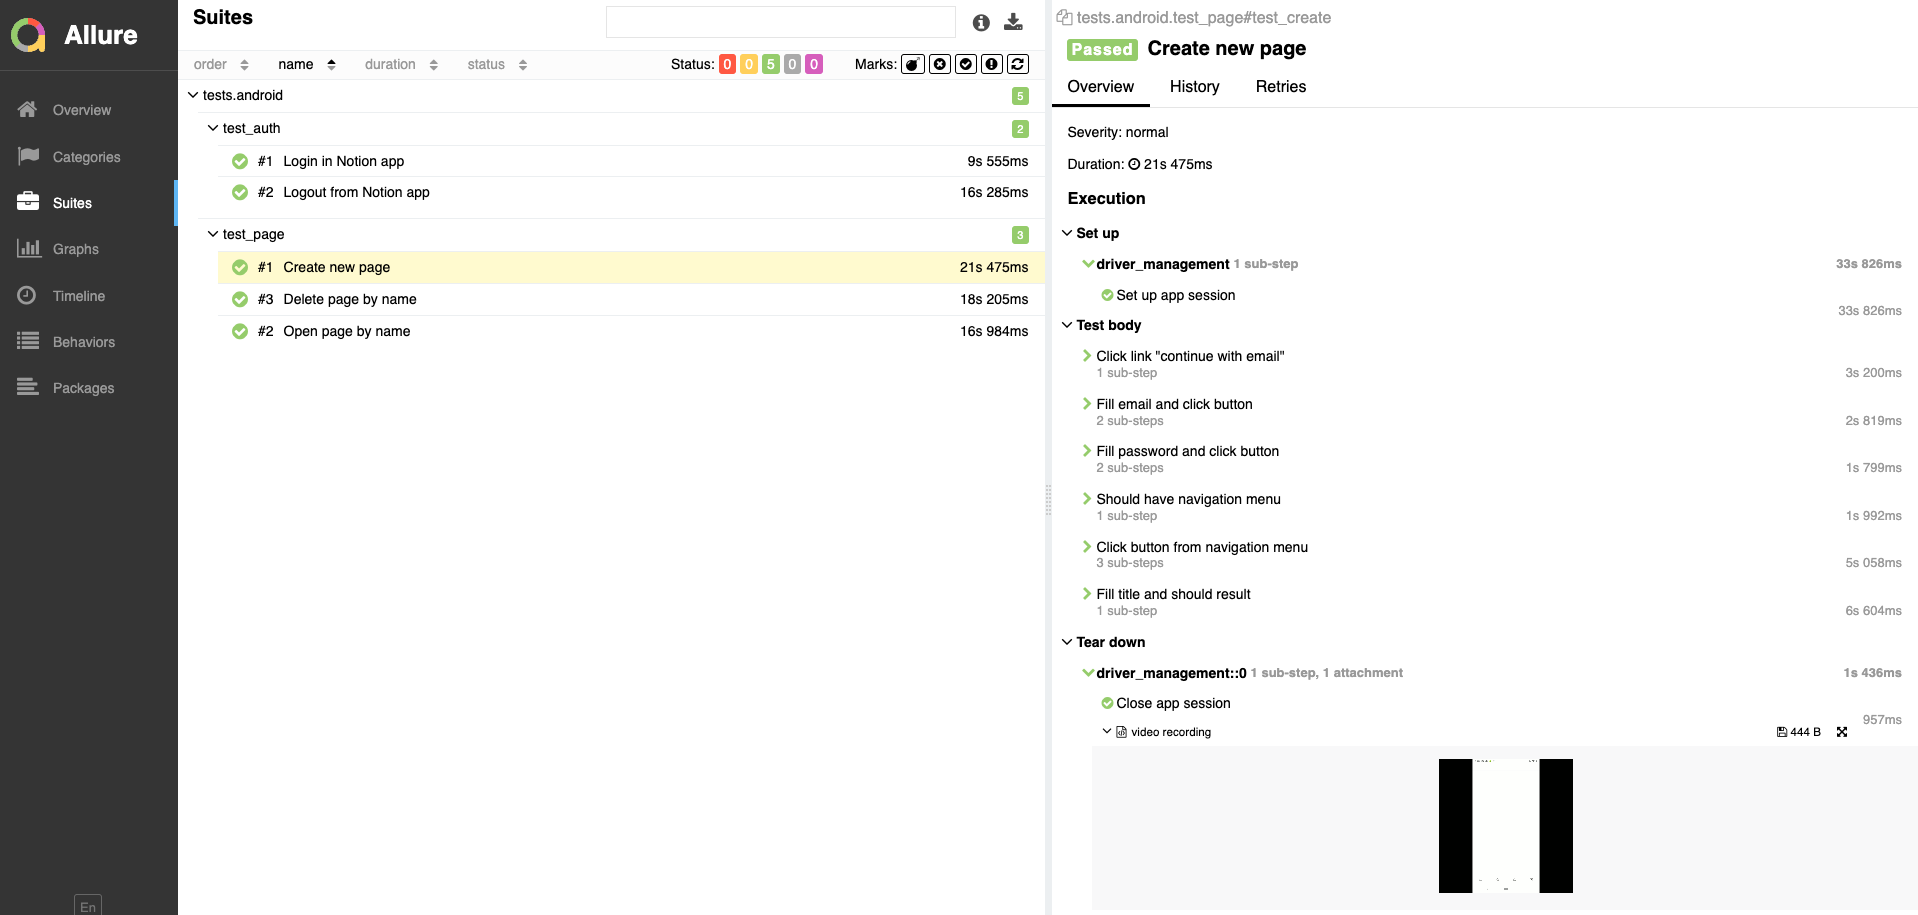 Allure
Overview
Categories
Suites
Graphs
Timeline
Behaviors
Packages
En
Suites
order name duration status Status: 0 0 5 0 0 Marks:
tests.android 5
test_auth 2
#1 Login in Notion app 9s 555ms
#2 Logout from Notion app 16s 285ms
test_page 3
#1 Create new page 21s 475ms
#3 Delete page by name 18s 205ms
#2 Open page by name 16s 984ms
tests.android.test_page#test_create
Passed Create new page
Overview History Retries
Severity: normal
Duration: 21s 475ms
Execution
Set up
driver_management 1 sub-step 33s 826ms
Set up app session
33s 826ms
Test body
Click link "continue with email"
1 sub-step 3s 200ms
Fill email and click button
2 sub-steps 2s 819ms
Fill password and click button
2 sub-steps 1s 799ms
Should have navigation menu
1 sub-step 1s 992ms
Click button from navigation menu
3 sub-steps 5s 058ms
Fill title and should result
1 sub-step 6s 604ms
Tear down
driver_management::0 1 sub-step, 1 attachment 1s 436ms
Close app session
957ms
video recording 444 B